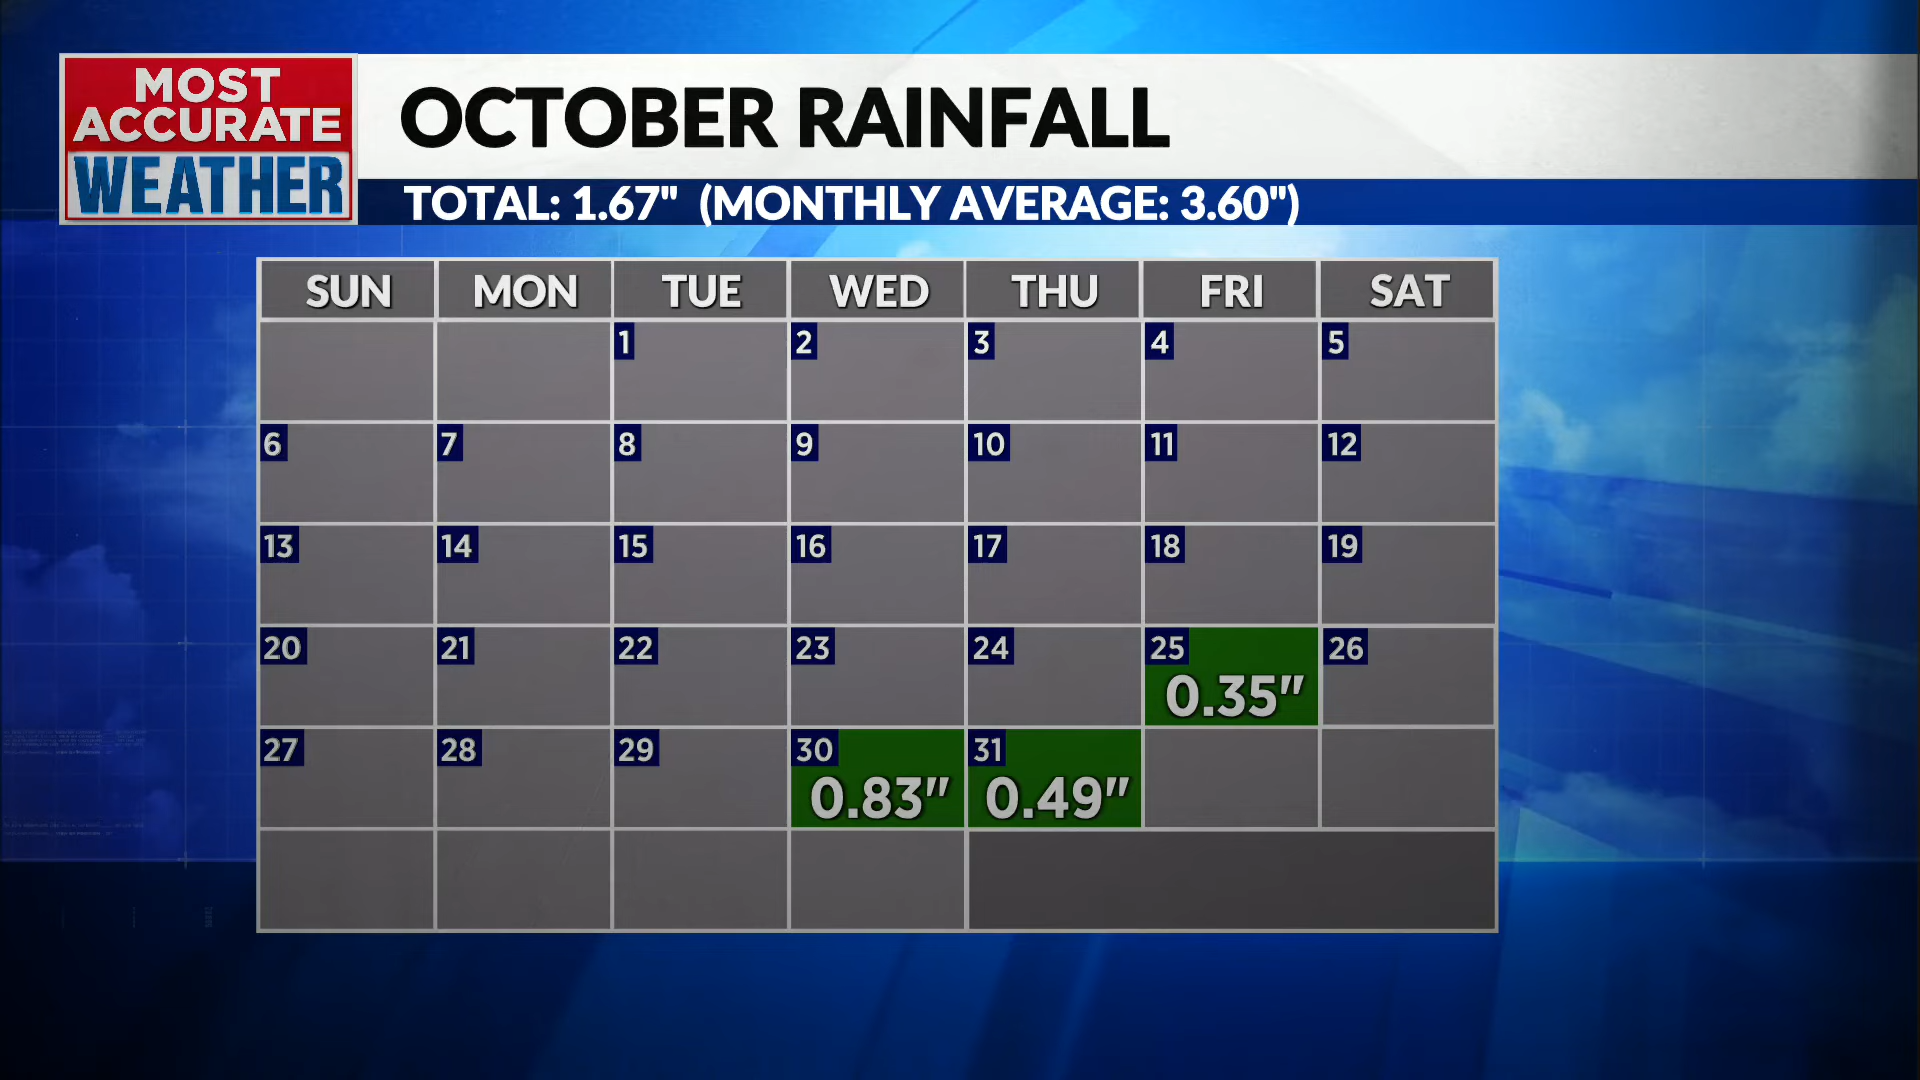 MOST
ACCURATE
WEATHER
OCTOBER RAINFALL
TOTAL: 1.67" (MONTHLY AVERAGE: 3.60")
SUN MON TUE WED THU FRI SAT
1 2 3 4 5
6 7 8 9 10 11 12
13 14 15 16 17 18 19
20 21 22 23 24 25 26
0.35"
27 28 29 30 31
0.83" 0.49"